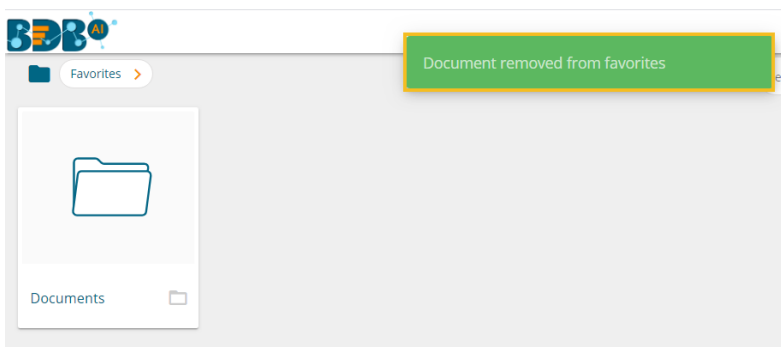 BDB AI
Document removed from favorites
Favorites
e
Documents